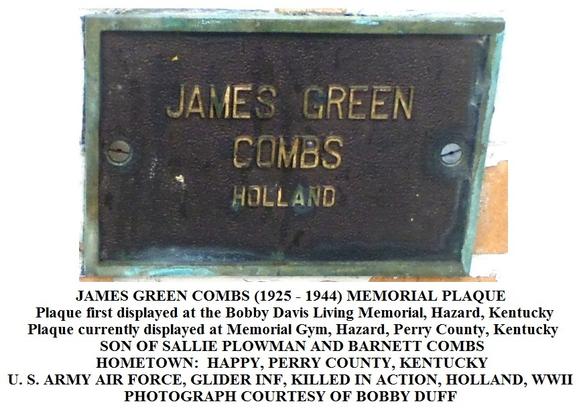 JAMES GREEN
COMBS
HOLLAND
JAMES GREEN COMBS (1925 - 1944) MEMORIAL PLAQUE
Plaque first displayed at the Bobby Davis Living Memorial, Hazard, Kentucky
Plaque currently displayed at Memorial Gym, Hazard, Perry County, Kentucky
SON OF SALLIE PLOWMAN AND BARNETT COMBS
HOMETOWN:  HAPPY, PERRY COUNTY, KENTUCKY
U. S. ARMY AIR FORCE, GLIDER INF, KILLED IN ACTION, HOLLAND, WWII
PHOTOGRAPH COURTESY OF BOBBY DUFF